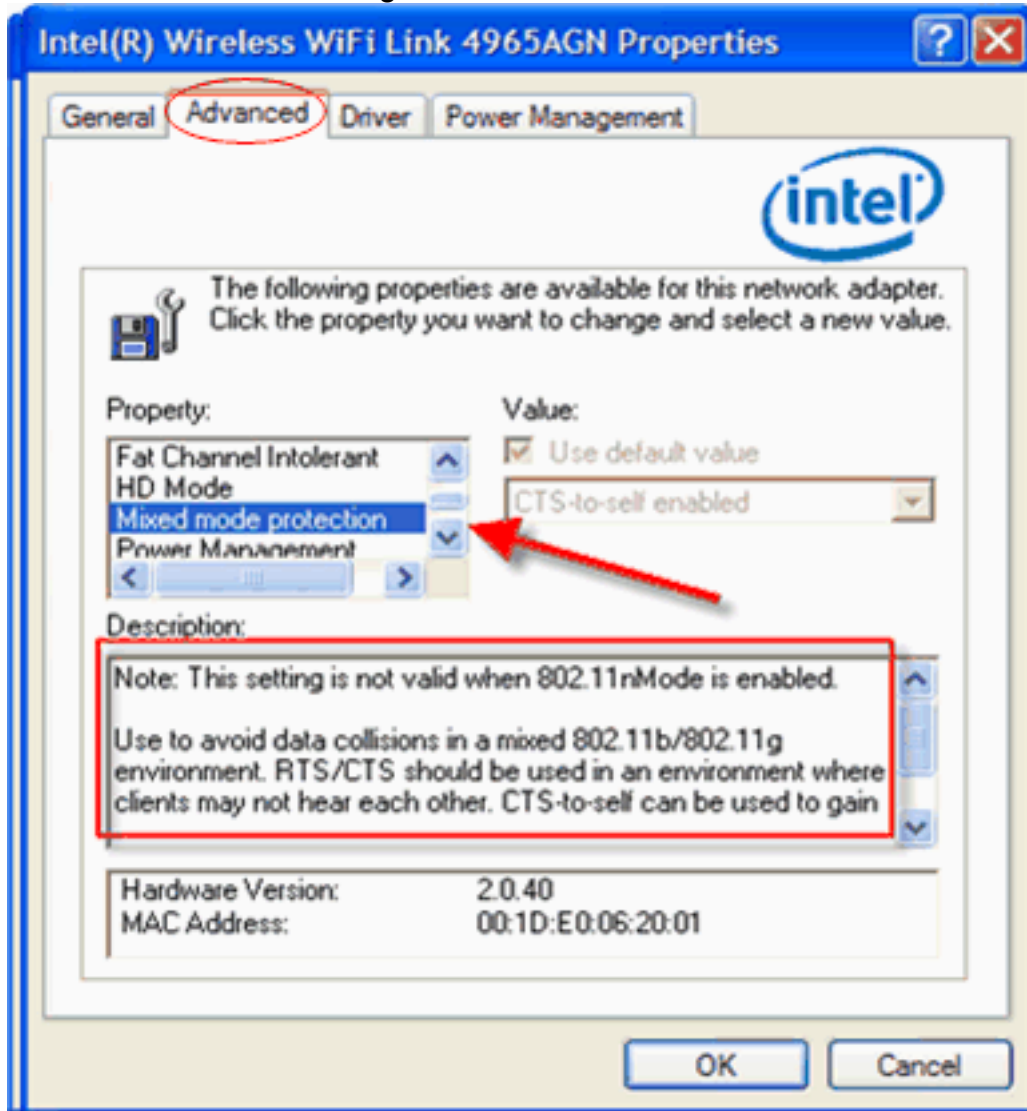 Intel(R) Wireless WiFi Link 4965AGN Properties
General Advanced Driver Power Management
intel
The following properties are available for this network adapter.
Click the property you want to change and select a new value.
Property: Value:
Fat Channel Intolerant
Use default value
HD Mode
CTS-to-self enabled
Mixed mode protection
Power Management
Description:
Note: This setting is not valid when 802.11nMode is enabled.
Use to avoid data collisions in a mixed 802.11b/802.11g
environment. RTS/CTS should be used in an environment where
clients may not hear each other. CTS-to-self can be used to gain
Hardware Version: 2.0.40
MAC Address: 00:1D:E0:06:20:01
OK Cancel